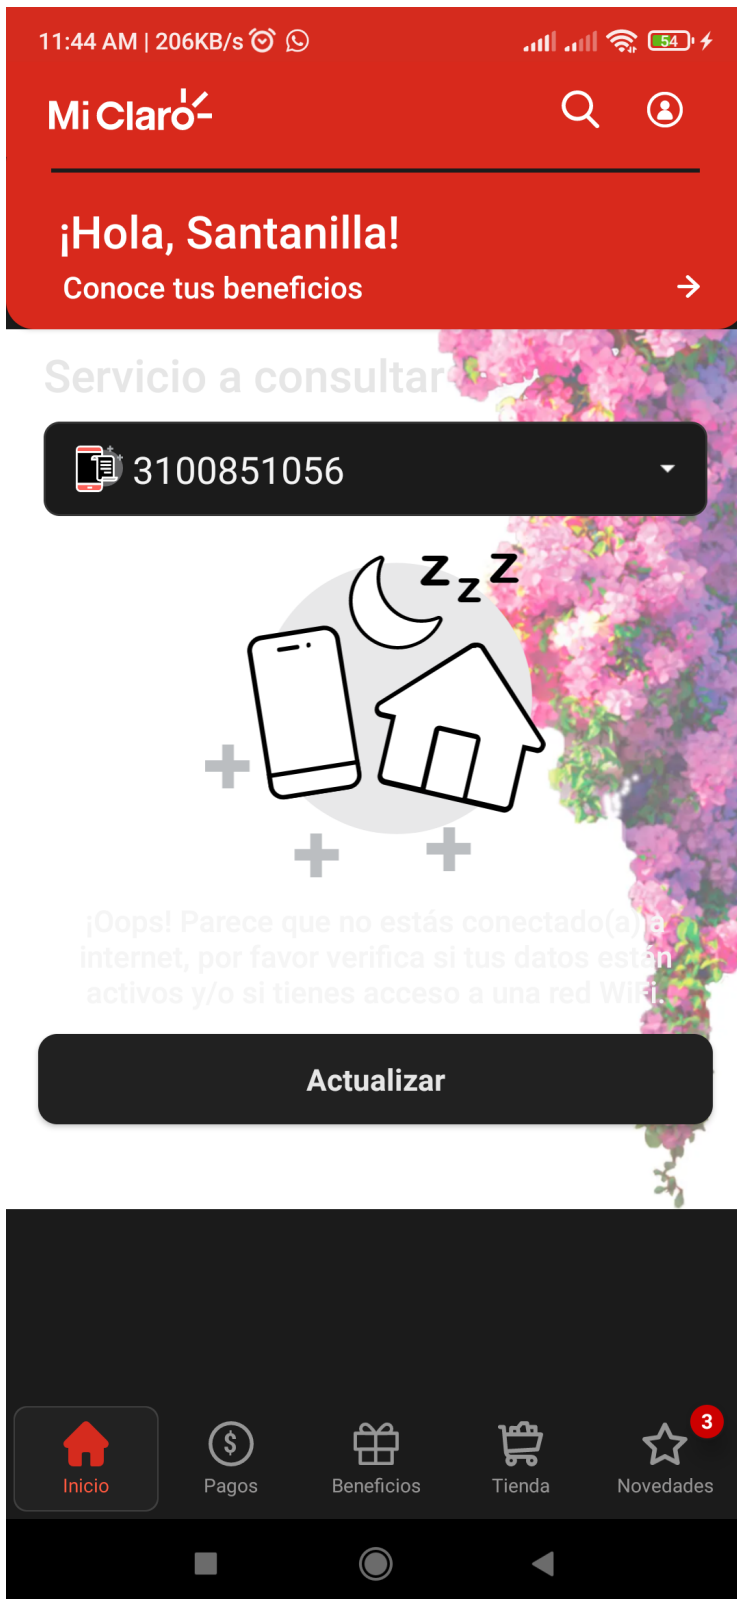 11:44 AM | 206KB/s
54
Mi Claro
¡Hola, Santanilla!
Conoce tus beneficios
Servicio a consultar
3100851056
z z z
¡Oops! Parece que no estás conectado(a) a
internet, por favor verifica si tus datos están
activos y/o si tienes acceso a una red WiFi.
Actualizar
3
Inicio
Pagos
Beneficios
Tienda
Novedades